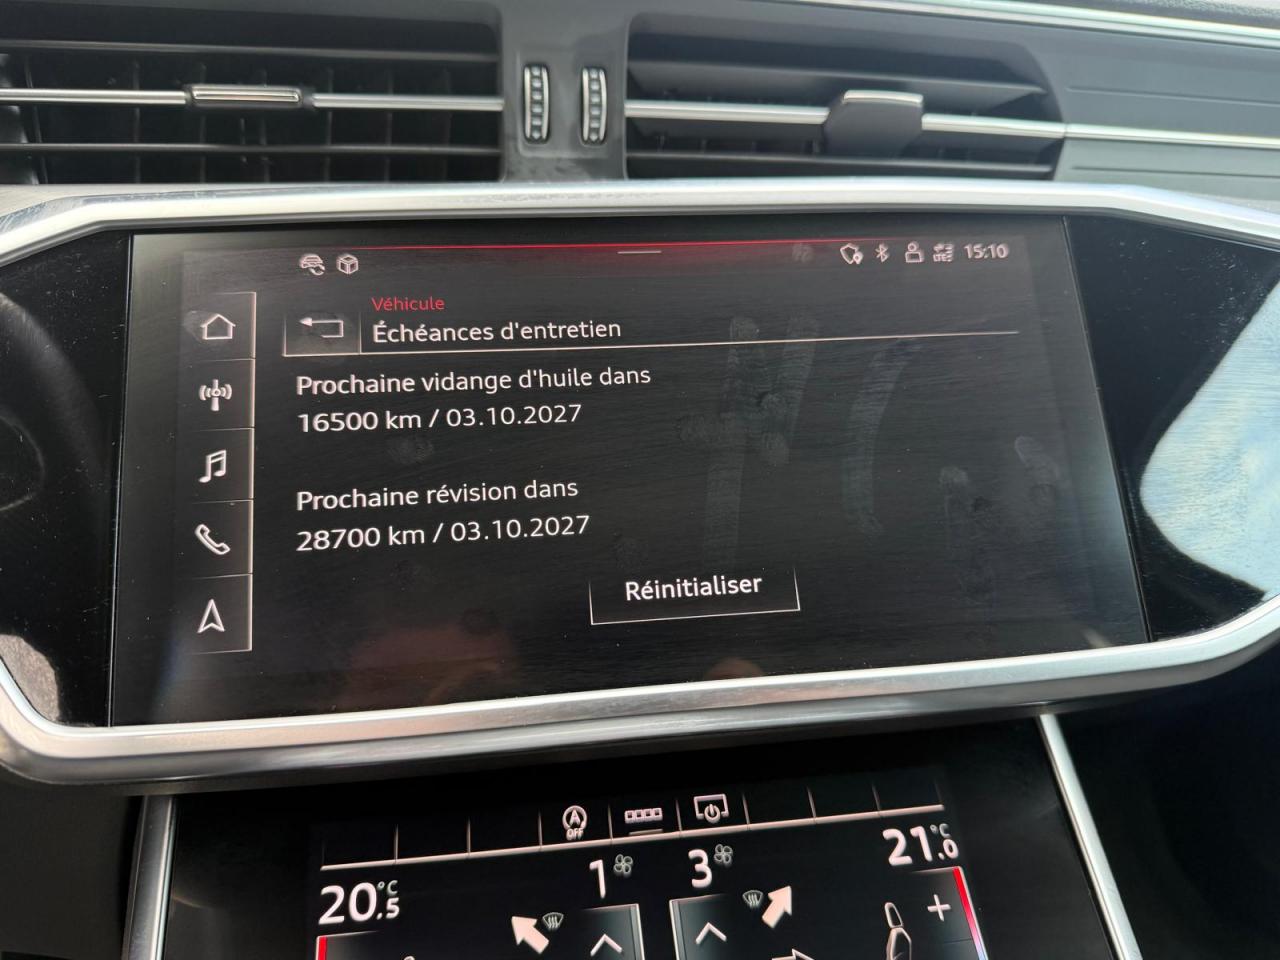 15:10
Véhicule
Échéances d'entretien
Prochaine vidange d'huile dans
16500 km / 03.10.2027
Prochaine révision dans
28700 km / 03.10.2027
Réinitialiser
A
OFF
1 3
20.5 °C
21.0 °C
+